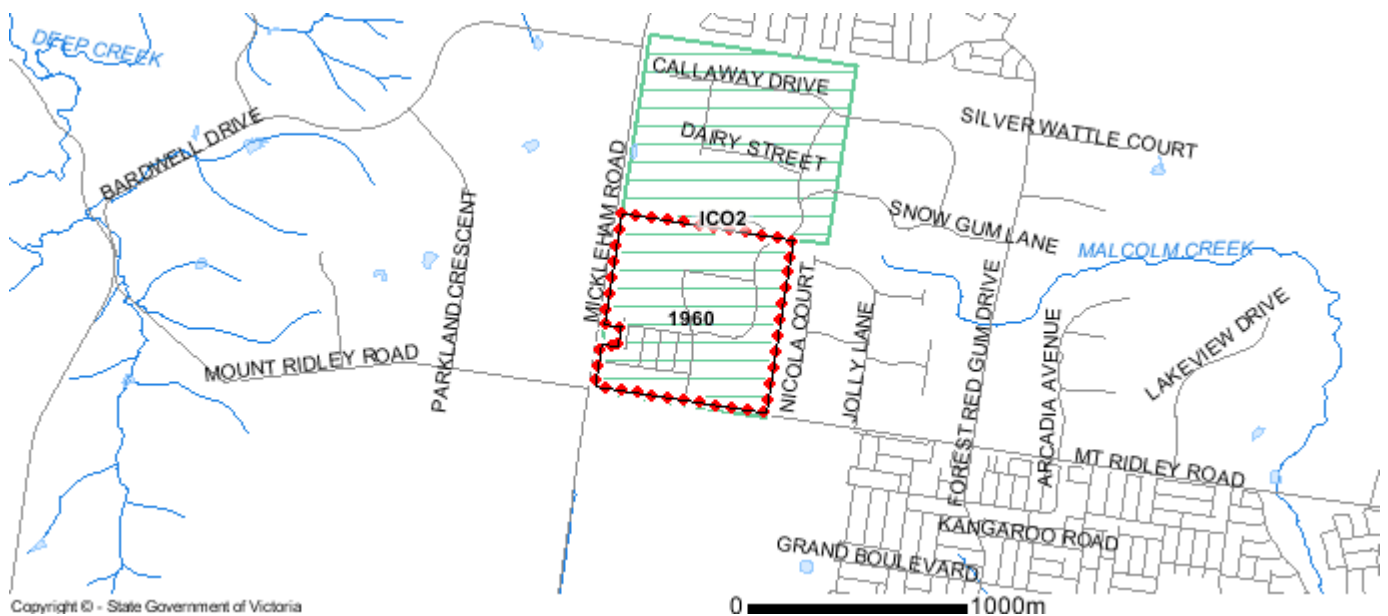 DEEP CREEK
CALLAWAY DRIVE
BARDWELL DRIVE
DAIRY STREET
SILVER WATTLE COURT
MICKLEHAM ROAD
PARKLAND CRESCENT
ICO2
SNOW GUM LANE
MALCOLM CREEK
1960
NICOLA COURT
JOLLY LANE
FOREST RED GUM DRIVE
ARCADIA AVENUE
LAKEVIEW DRIVE
MOUNT RIDLEY ROAD
MT RIDLEY ROAD
KANGAROO ROAD
GRAND BOULEVARD
Copyright © - State Government of Victoria
0 1000m